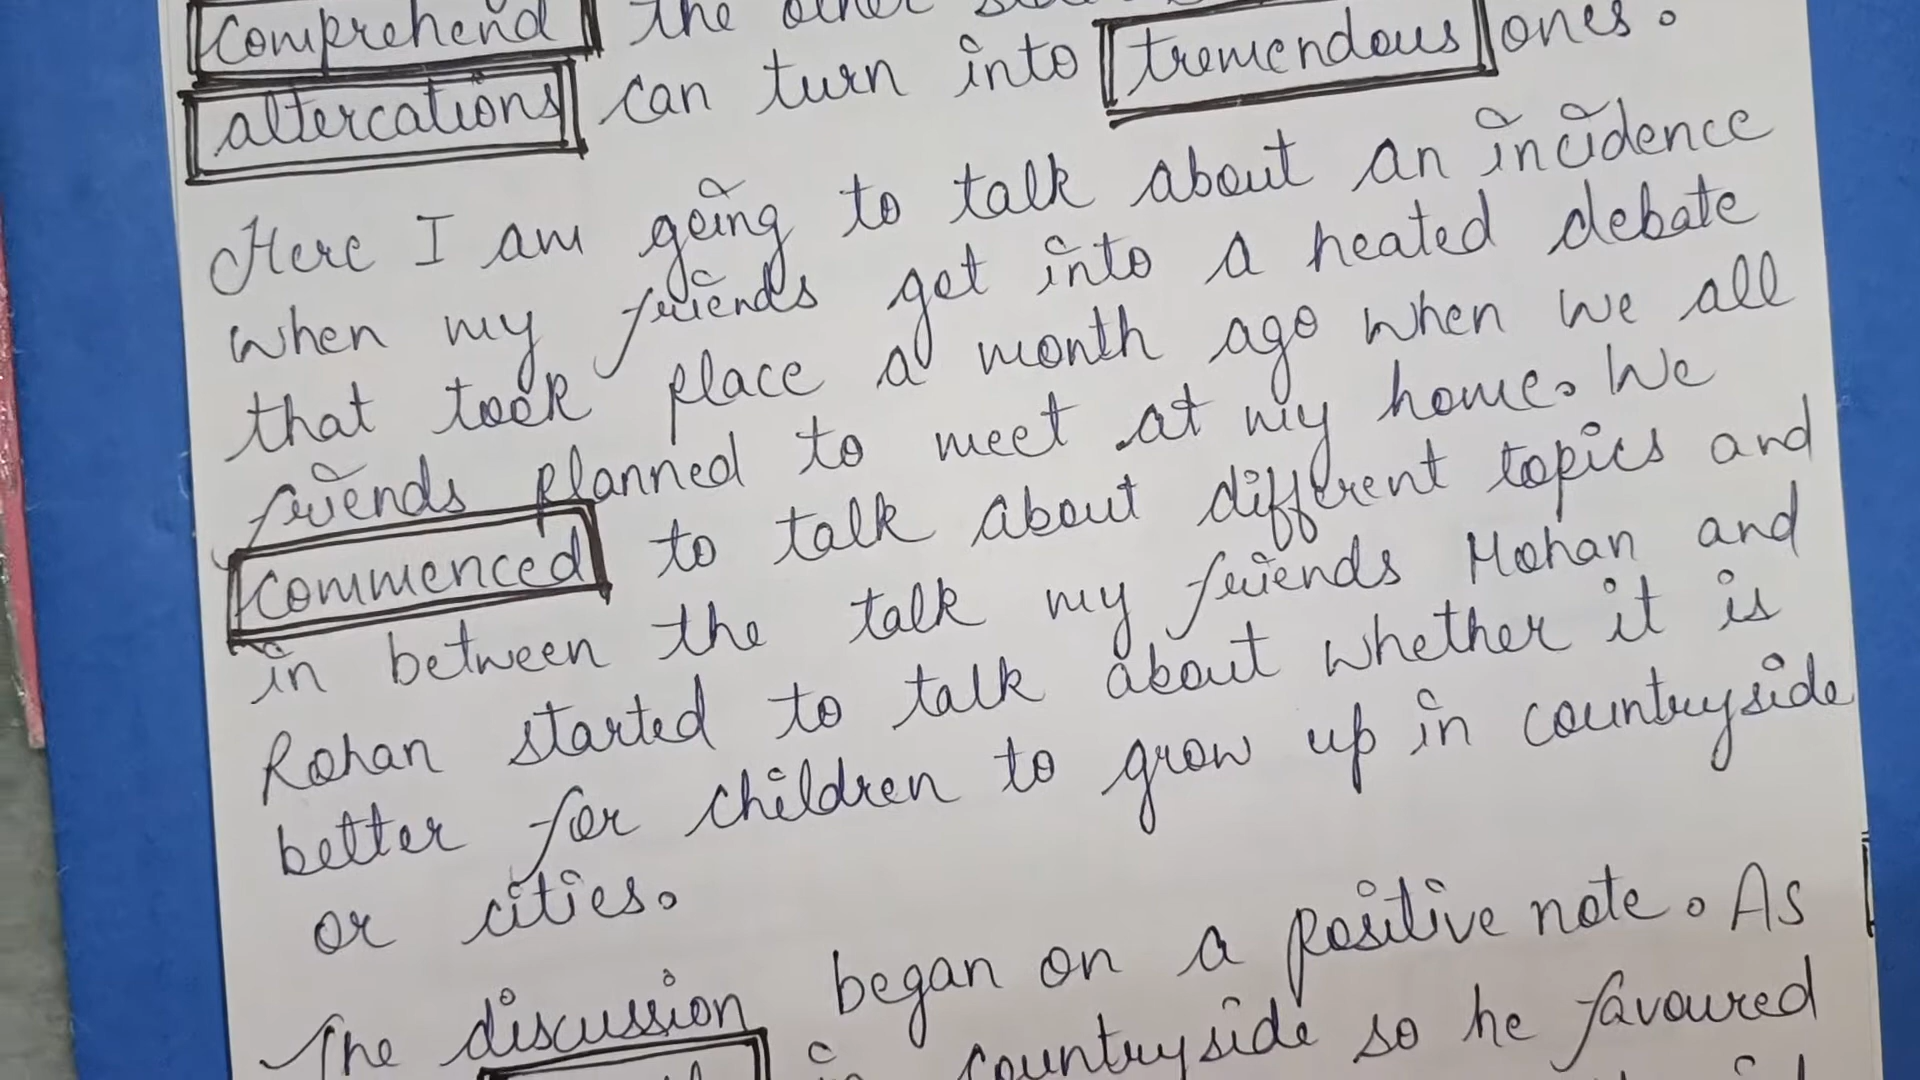 comprehend the other
altercations can turn into tremendous ones.
Here I am going to talk about an incidence
when my friends get into a heated debate
that took place a month ago when we all
friends planned to meet at my home. We
commenced to talk about different topics and
in between the talk my friends Mohan and
Rohan started to talk about whether it is
better for children to grow up in countryside
or cities.
The discussion began on a positive note. As
in countryside so he favoured